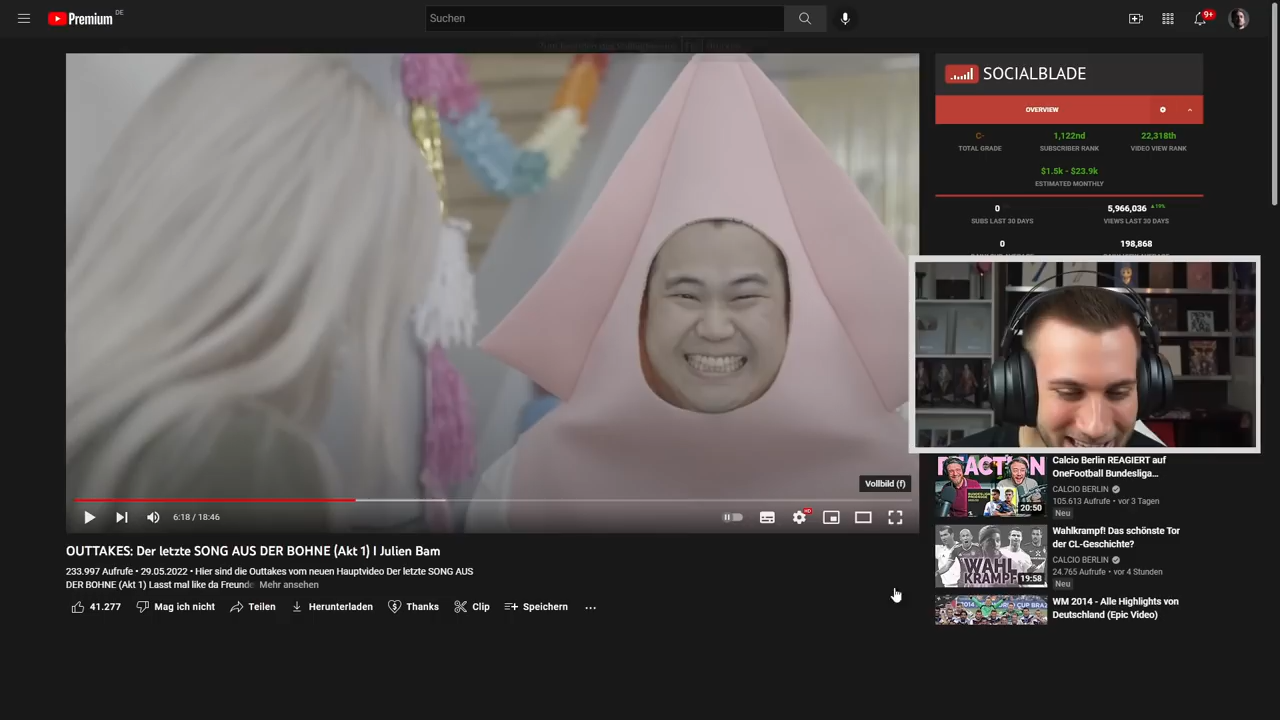 Premium
DE
Suchen
9+
SOCIALBLADE
OVERVIEW
C-
1,122nd
22,318th
TOTAL GRADE
SUBSCRIBER RANK
VIDEO VIEW RANK
$1.5k - $23.9k
ESTIMATED MONTHLY
0
5,966,036
19%
SUBS LAST 30 DAYS
VIEWS LAST 30 DAYS
0
198,868
Vollbild (f)
6:18 / 18:46
HD
OUTTAKES: Der letzte SONG AUS DER BOHNE (Akt 1) I Julien Bam
233.997 Aufrufe • 29.05.2022 • Hier sind die Outtakes vom neuen Hauptvideo Der letzte SONG AUS
DER BOHNE (Akt 1) Lasst mal like da Freunde Mehr ansehen
41.277
Mag ich nicht
Teilen
Herunterladen
Thanks
Clip
Speichern
REACTION
20:50
Calcio Berlin REAGIERT auf
OneFootball Bundesliga...
CALCIO BERLIN
105.613 Aufrufe • vor 3 Tagen
Neu
WAHL
KRAMPF
19:58
Wahlkrampf! Das schönste Tor
der CL-Geschichte?
CALCIO BERLIN
24.765 Aufrufe • vor 4 Stunden
Neu
WM 2014 - Alle Highlights von
Deutschland (Epic Video)